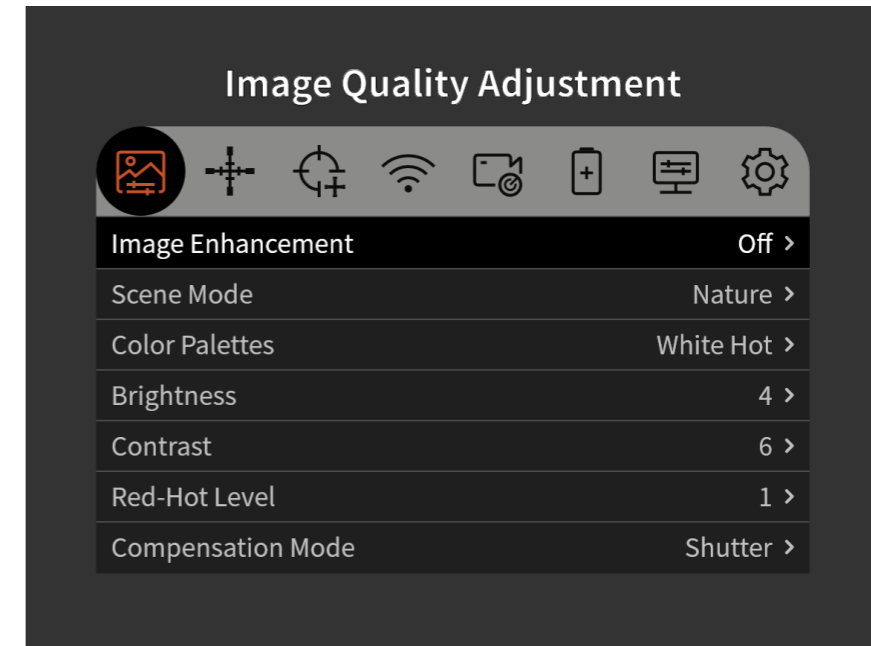 Image Quality Adjustment
Image Enhancement Off >
Scene Mode Nature >
Color Palettes White Hot >
Brightness 4 >
Contrast 6 >
Red-Hot Level 1 >
Compensation Mode Shutter >